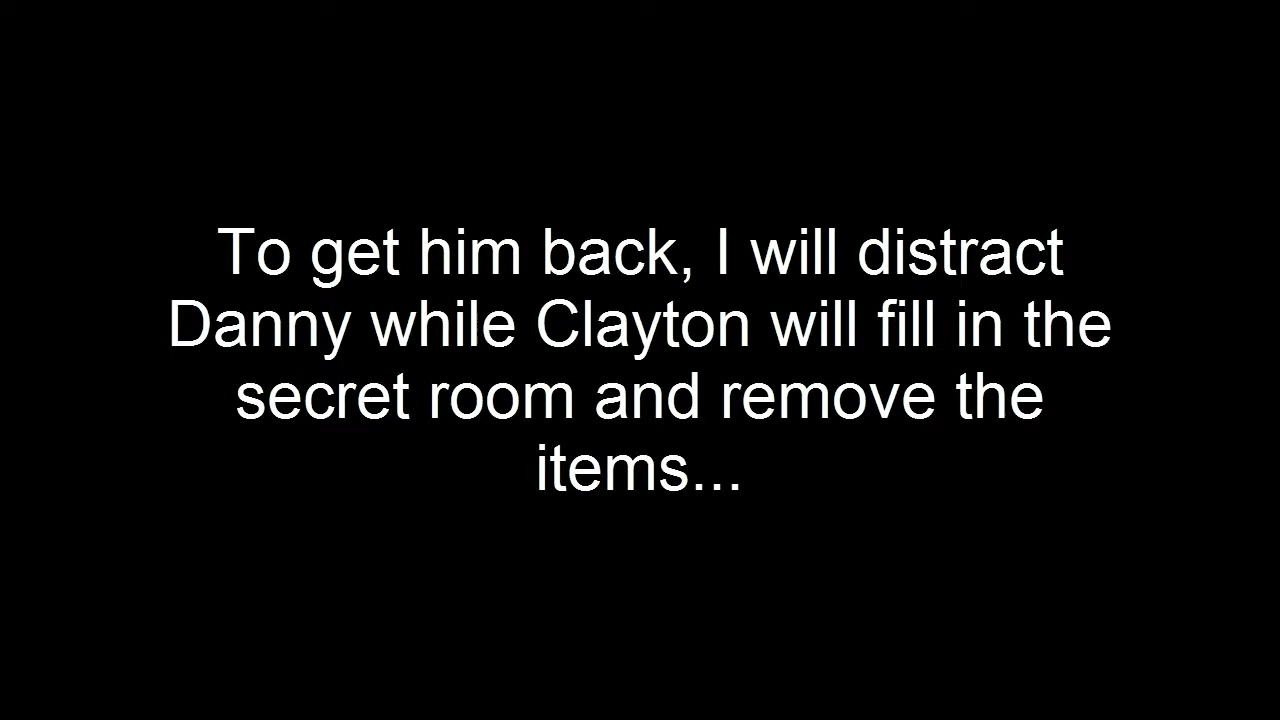 To get him back, I will distract
Danny while Clayton will fill in the
secret room and remove the
items...